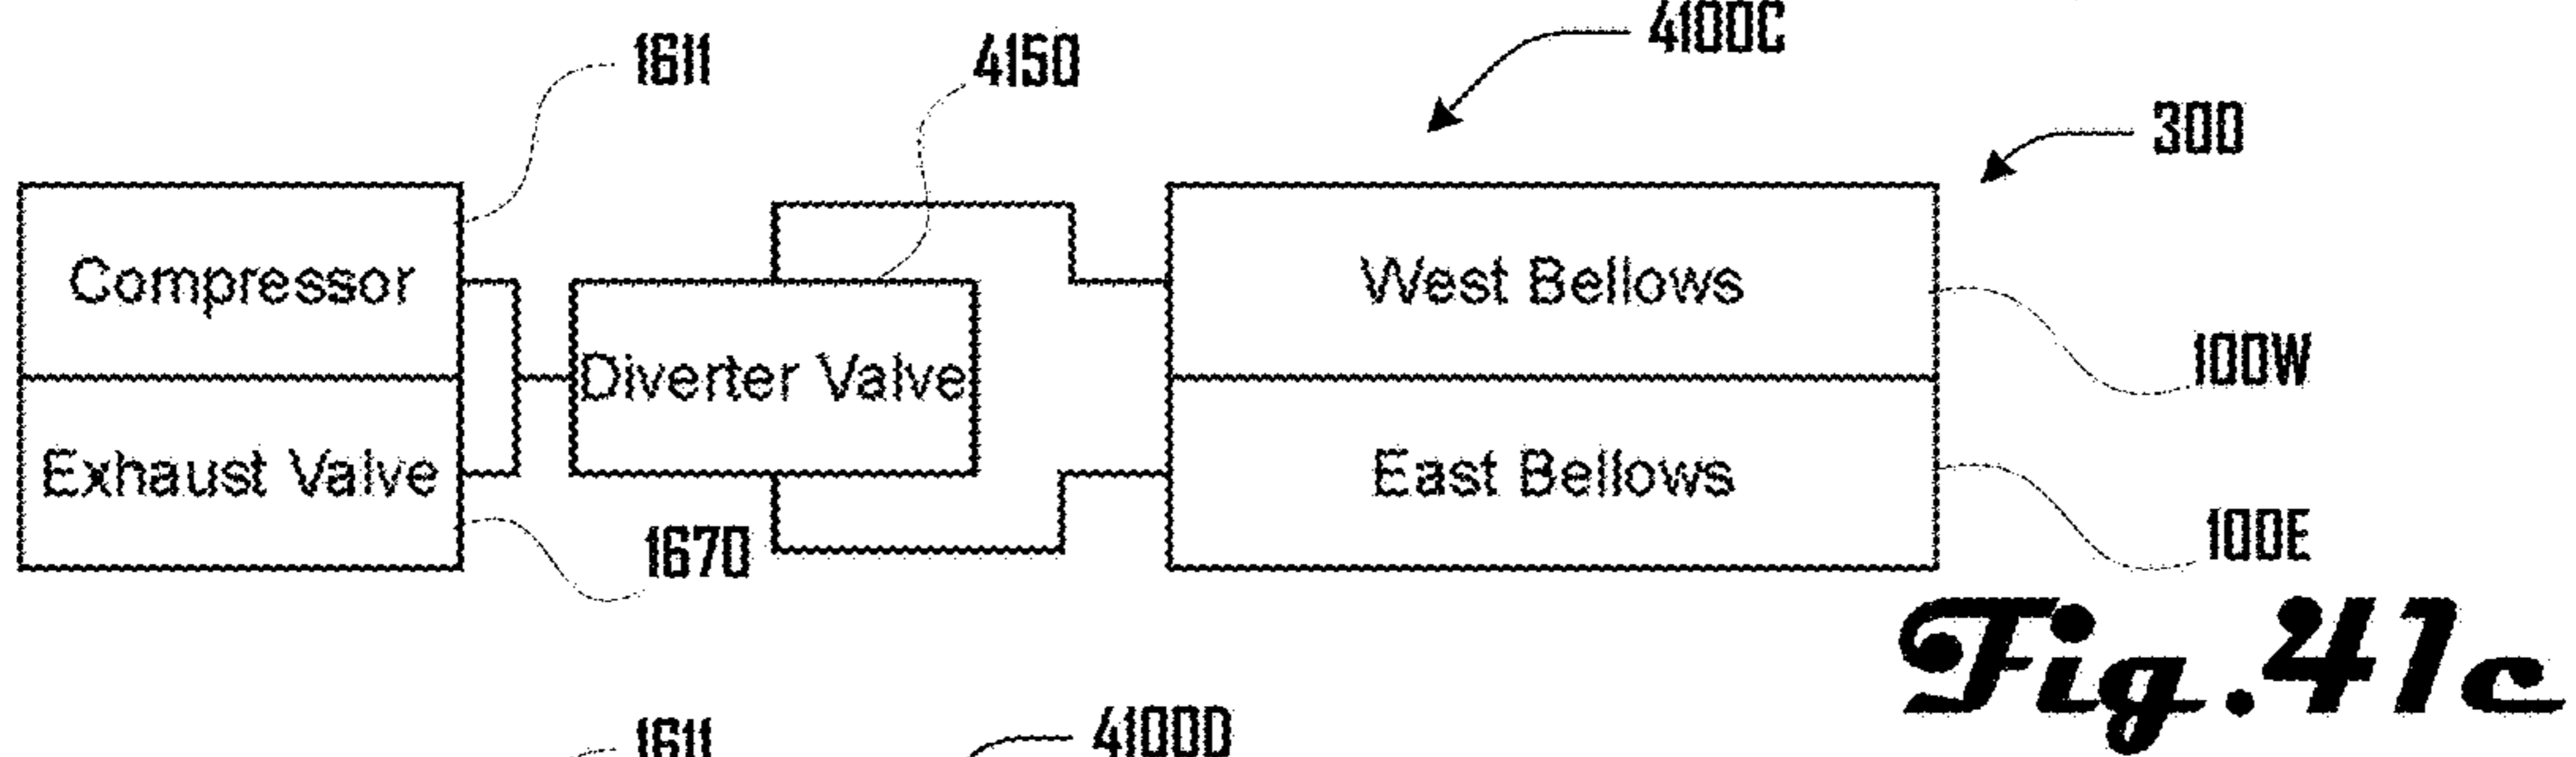 4100C
1611
4150
300
Compressor
West Bellows
Diverter Valve
100W
Exhaust Valve
East Bellows
1670
100E
Fig. 41c
1611
4100D